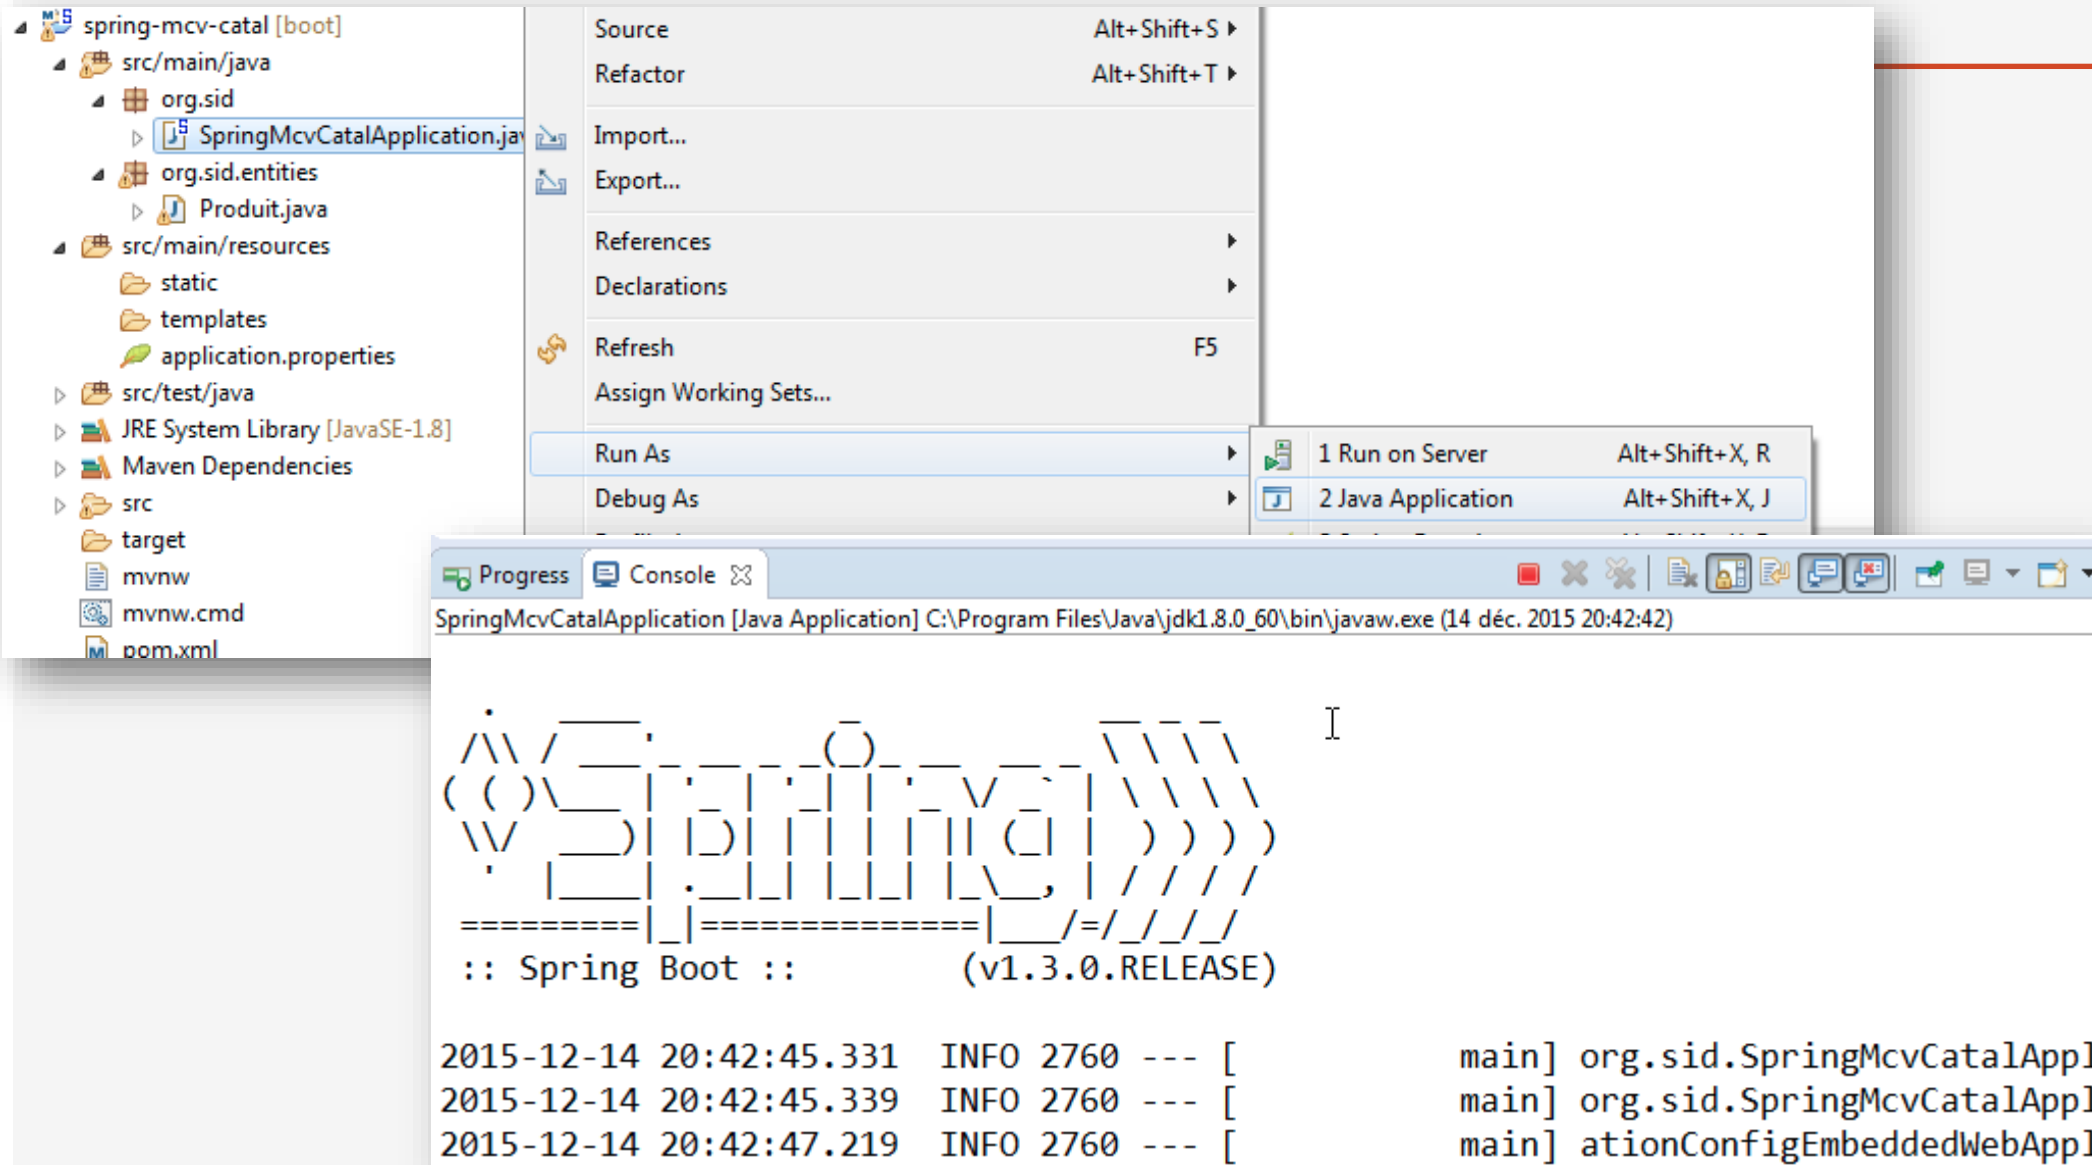 spring-mcv-catal [boot]
src/main/java
org.sid
SpringMcvCatalApplication.jav
org.sid.entities
Produit.java
src/main/resources
static
templates
application.properties
src/test/java
JRE System Library [JavaSE-1.8]
Maven Dependencies
src
target
mvnw
mvnw.cmd
pom.xml
Source Alt+Shift+S
Refactor Alt+Shift+T
Import...
Export...
References
Declarations
Refresh F5
Assign Working Sets...
Run As
Debug As
1 Run on Server Alt+Shift+X, R
2 Java Application Alt+Shift+X, J
Progress Console
SpringMcvCatalApplication [Java Application] C:\Program Files\Java\jdk1.8.0_60\bin\javaw.exe (14 déc. 2015 20:42:42)
Spring
:: Spring Boot :: (v1.3.0.RELEASE)
2015-12-14 20:42:45.331 INFO 2760 --- [ main] org.sid.SpringMcvCatalAppl
2015-12-14 20:42:45.339 INFO 2760 --- [ main] org.sid.SpringMcvCatalAppl
2015-12-14 20:42:47.219 INFO 2760 --- [ main] ationConfigEmbeddedWebAppl